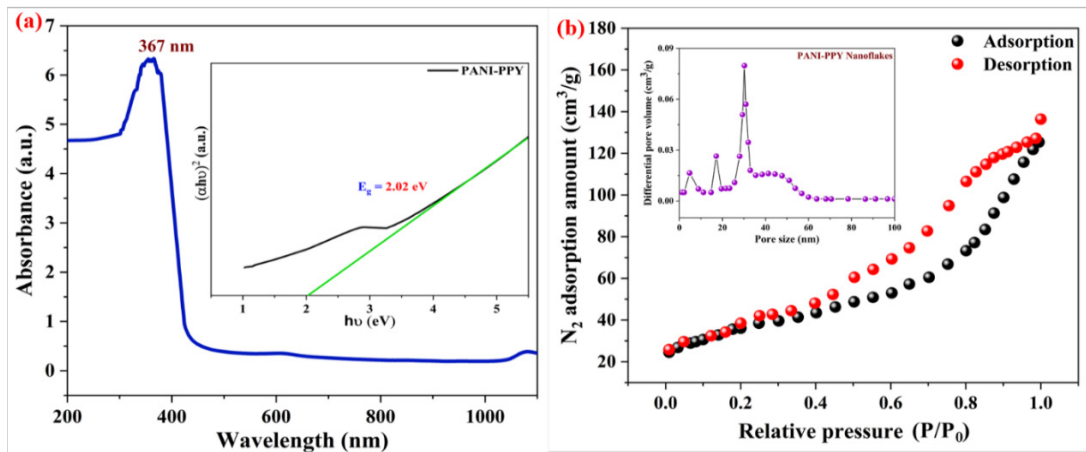 (a)
367 nm
Absorbance (a.u.)
7
6
5
4
3
2
1
0
200 400 600 800 1000
Wavelength (nm)
PANI-PPY
(αhυ)² (a.u.)
E_g = 2.02 eV
1 2 3 4 5
hυ (eV)
(b)
N₂ adsorption amount (cm³/g)
180
160
140
120
100
80
60
40
20
0.0 0.2 0.4 0.6 0.8 1.0
Relative pressure (P/P₀)
Adsorption
Desorption
PANI-PPY Nanoflakes
Differential pore volume (cm³/g)
0.09
0.06
0.03
0.00
0 20 40 60 80 100
Pore size (nm)